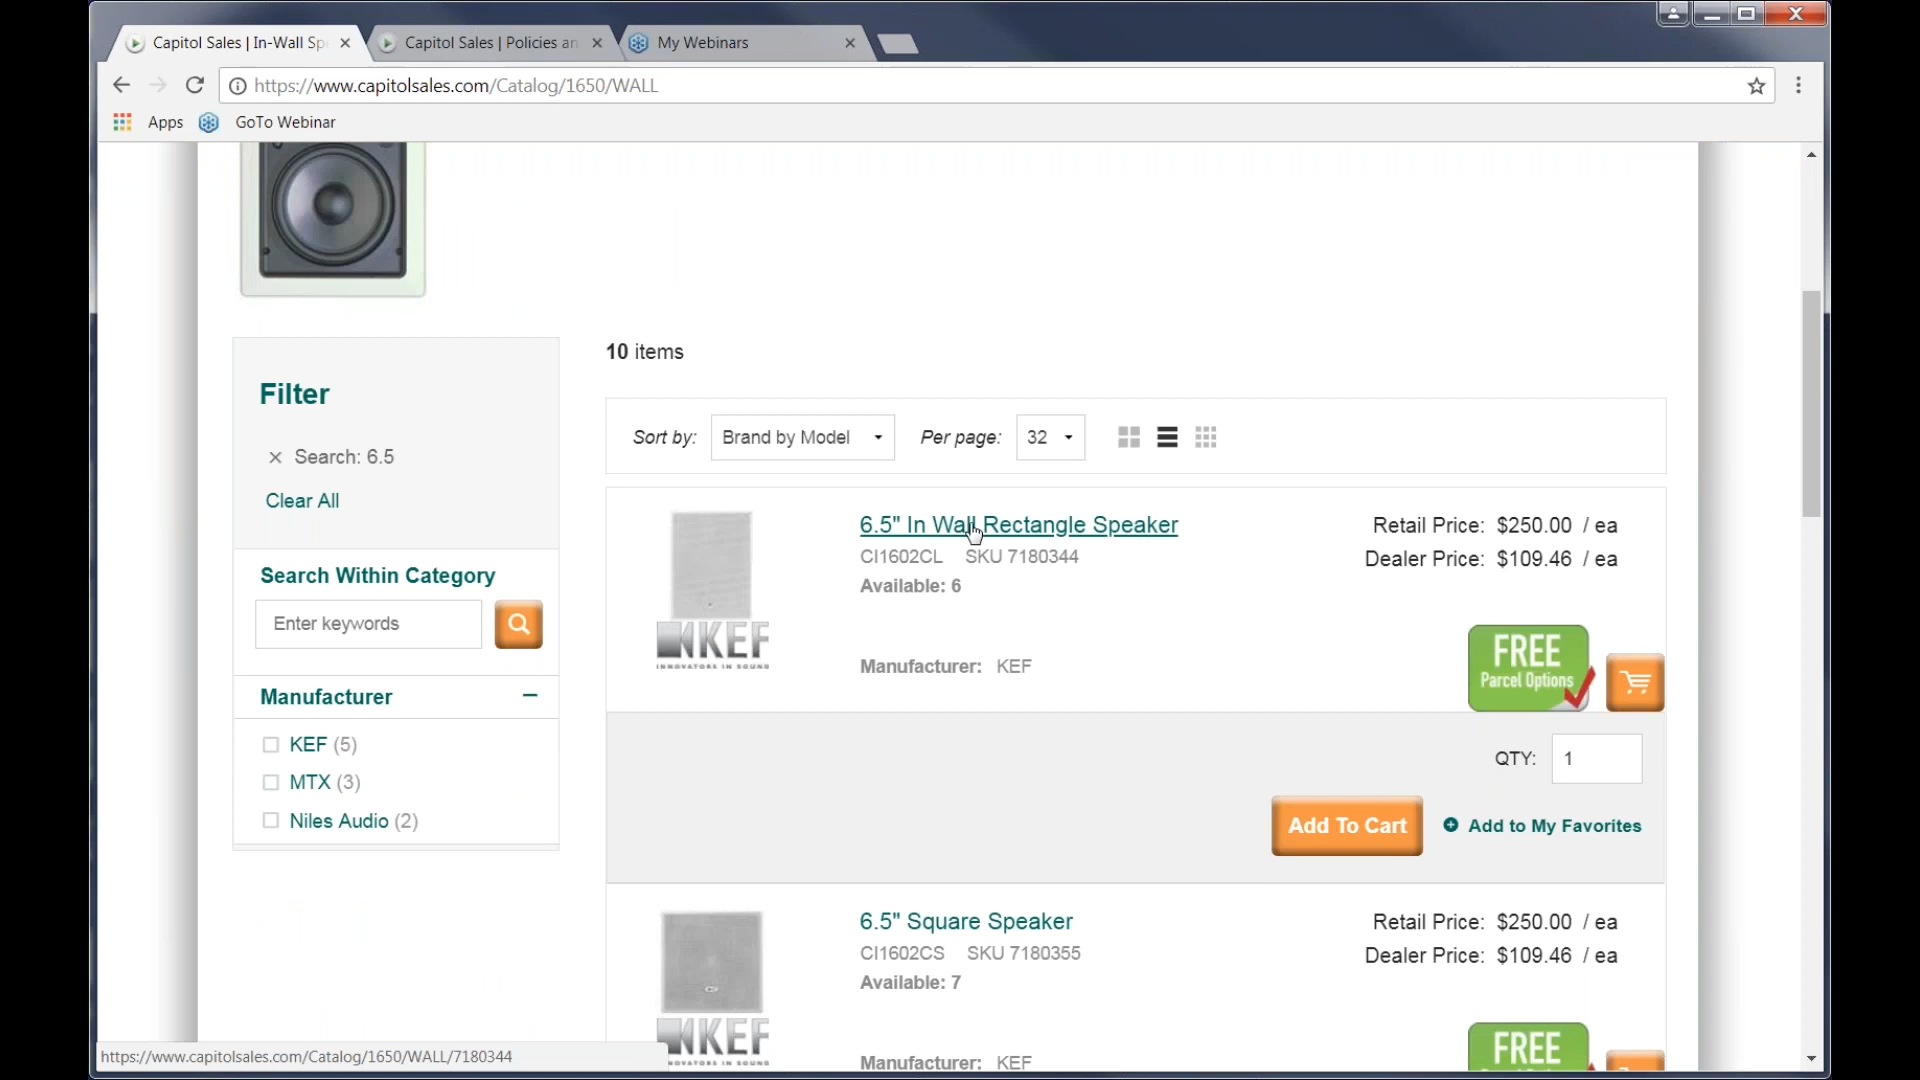 Capitol Sales | In-Wall Sp
Capitol Sales | Policies an
My Webinars
https://www.capitolsales.com/Catalog/1650/WALL
Apps
GoTo Webinar
10 items
Filter
Search: 6.5
Clear All
Search Within Category
Enter keywords
Manufacturer
KEF (5)
MTX (3)
Niles Audio (2)
Sort by: Brand by Model Per page: 32
6.5" In Wall Rectangle Speaker
CI1602CL SKU 7180344
Available: 6
Manufacturer: KEF
KEF
INNOVATORS IN SOUND
Retail Price: $250.00 / ea
Dealer Price: $109.46 / ea
FREE
Parcel Options
QTY: 1
Add To Cart
Add to My Favorites
6.5" Square Speaker
CI1602CS SKU 7180355
Available: 7
Manufacturer: KEF
KEF
Retail Price: $250.00 / ea
Dealer Price: $109.46 / ea
FREE
https://www.capitolsales.com/Catalog/1650/WALL/7180344